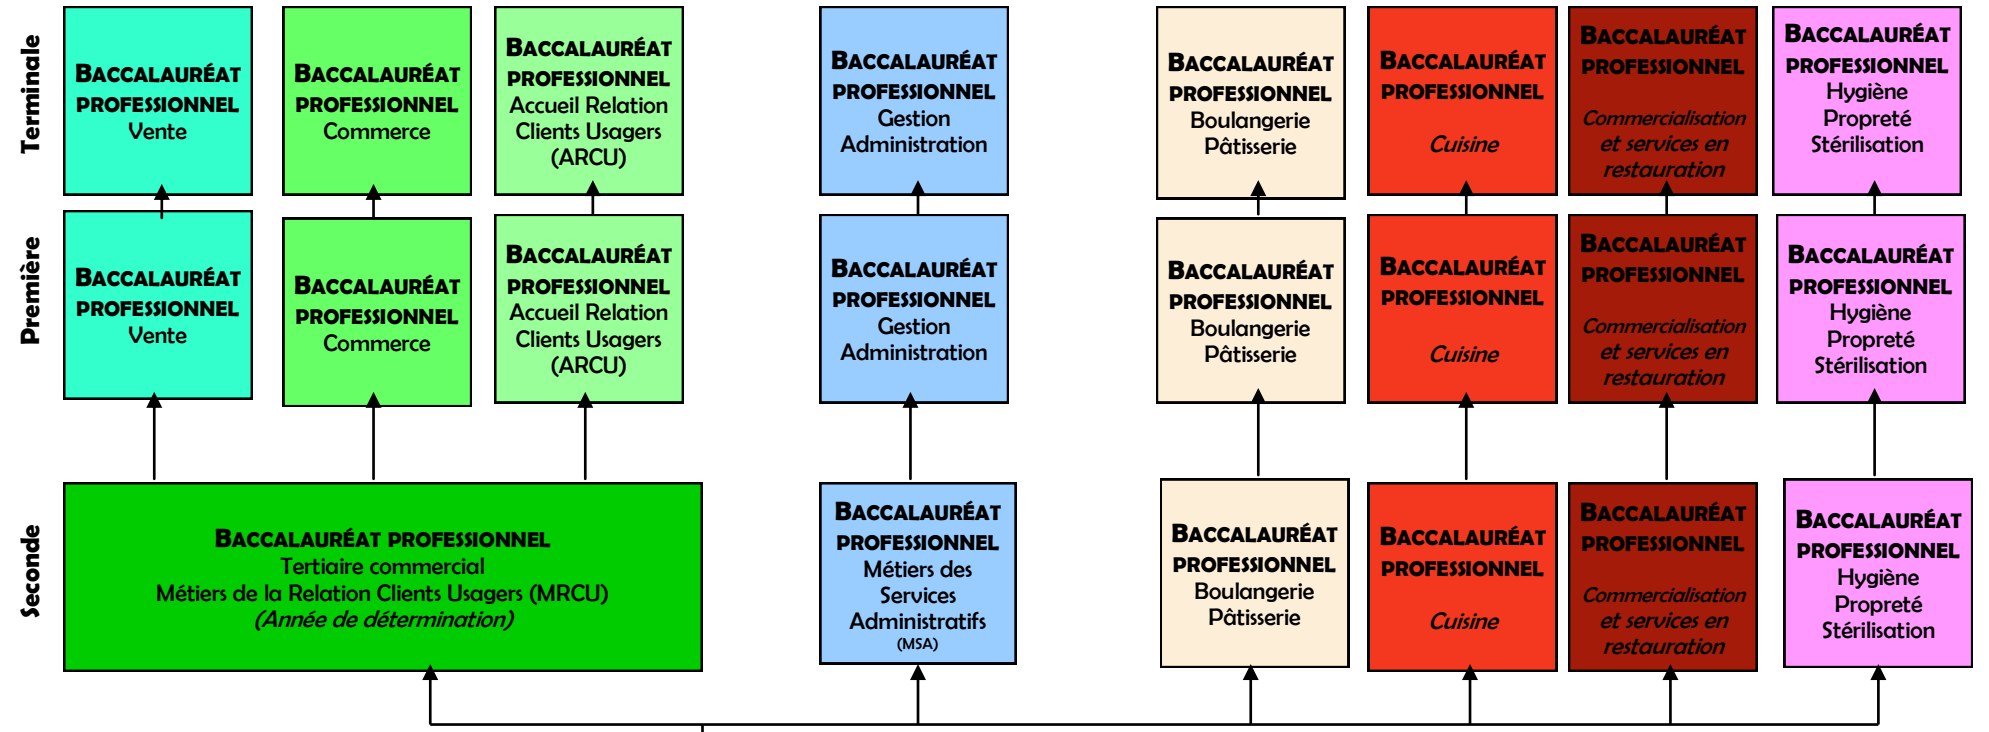 Terminale
BACCALAURÉAT
PROFESSIONNEL
Vente
BACCALAURÉAT
PROFESSIONNEL
Commerce
BACCALAURÉAT
PROFESSIONNEL
Accueil Relation
Clients Usagers
(ARCU)
BACCALAURÉAT
PROFESSIONNEL
Gestion
Administration
BACCALAURÉAT
PROFESSIONNEL
Boulangerie
Pâtisserie
BACCALAURÉAT
PROFESSIONNEL
Cuisine
BACCALAURÉAT
PROFESSIONNEL
Commercialisation
et services en
restauration
BACCALAURÉAT
PROFESSIONNEL
Hygiène
Propreté
Stérilisation
Première
BACCALAURÉAT
PROFESSIONNEL
Vente
BACCALAURÉAT
PROFESSIONNEL
Commerce
BACCALAURÉAT
PROFESSIONNEL
Accueil Relation
Clients Usagers
(ARCU)
BACCALAURÉAT
PROFESSIONNEL
Gestion
Administration
BACCALAURÉAT
PROFESSIONNEL
Boulangerie
Pâtisserie
BACCALAURÉAT
PROFESSIONNEL
Cuisine
BACCALAURÉAT
PROFESSIONNEL
Commercialisation
et services en
restauration
BACCALAURÉAT
PROFESSIONNEL
Hygiène
Propreté
Stérilisation
Seconde
BACCALAURÉAT PROFESSIONNEL
Tertiaire commercial
Métiers de la Relation Clients Usagers (MRCU)
(Année de détermination)
BACCALAURÉAT
PROFESSIONNEL
Métiers des
Services
Administratifs
(MSA)
BACCALAURÉAT
PROFESSIONNEL
Boulangerie
Pâtisserie
BACCALAURÉAT
PROFESSIONNEL
Cuisine
BACCALAURÉAT
PROFESSIONNEL
Commercialisation
et services en
restauration
BACCALAURÉAT
PROFESSIONNEL
Hygiène
Propreté
Stérilisation